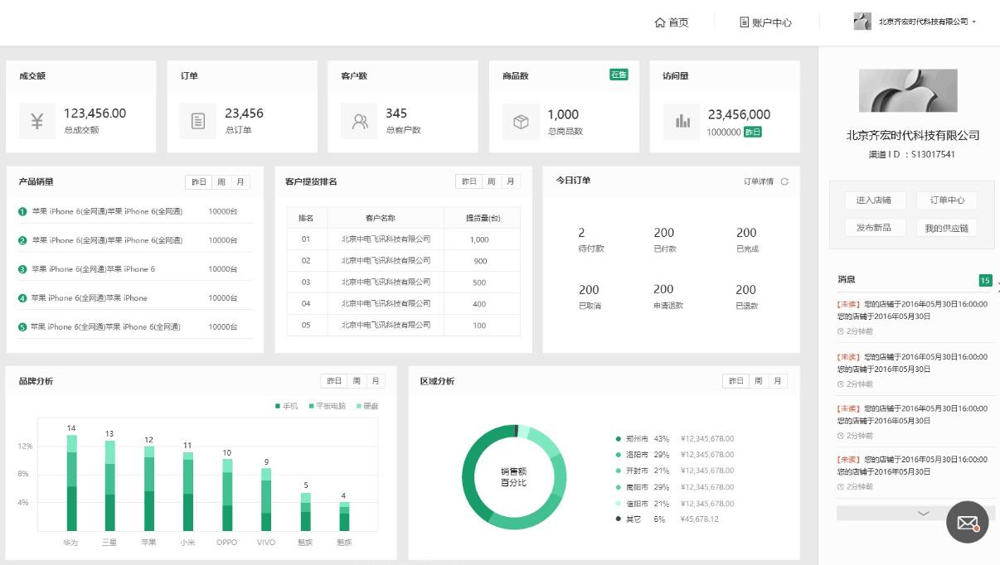 首页
账户中心
北京齐宏时代科技有限公司
成交额
¥
123,456.00
总成交额
订单
23,456
总订单
客户数
345
总客户数
商品数
在售
1,000
总商品数
访问量
23,456,000
1000000 昨日
北京齐宏时代科技有限公司
渠道ID ：S13017541
进入店铺
订单中心
发布新品
我的供应链
产品销量
昨日 周 月
1 苹果 iPhone 6(全网通)苹果 iPhone 6(全网通) 10000台
2 苹果 iPhone 6(全网通)苹果 iPhone 6(全网通) 10000台
3 苹果 iPhone 6(全网通)苹果 iPhone 6 10000台
4 苹果 iPhone 6(全网通)苹果 iPhone 10000台
5 苹果 iPhone 6(全网通)苹果 iPhone 6(全网通) 10000台
客户提货排名
昨日 周 月
排名 客户名称 提货量(台)
01 北京中电飞讯科技有限公司 1,000
02 北京中电飞讯科技有限公司 900
03 北京中电飞讯科技有限公司 500
04 北京中电飞讯科技有限公司 400
05 北京中电飞讯科技有限公司 100
今日订单
订单详情
2 200 200
待付款 已付款 已完成
200 200 200
已取消 申请退款 已退款
消息
15
【未读】您的店铺于2016年05月30日16:00:00
您的店铺于2016年05月30日
2分钟前
【未读】您的店铺于2016年05月30日16:00:00
您的店铺于2016年05月30日
2分钟前
【未读】您的店铺于2016年05月30日16:00:00
您的店铺于2016年05月30日
2分钟前
【未读】您的店铺于2016年05月30日16:00:00
您的店铺于2016年05月30日
2分钟前
品牌分析
昨日 周 月
手机 平板电脑 硬盘
14 13 12 11 10 9 5 4
12%
8%
4%
华为 三星 苹果 小米 OPPO VIVO 魅族 魅族
区域分析
昨日 周 月
销售额
百分比
郑州市 43% ¥12,345,678.00
洛阳市 29% ¥12,345,678.00
开封市 21% ¥12,345,678.00
南阳市 29% ¥12,345,678.00
信阳市 21% ¥12,345,678.00
其它 6% ¥45,678.12